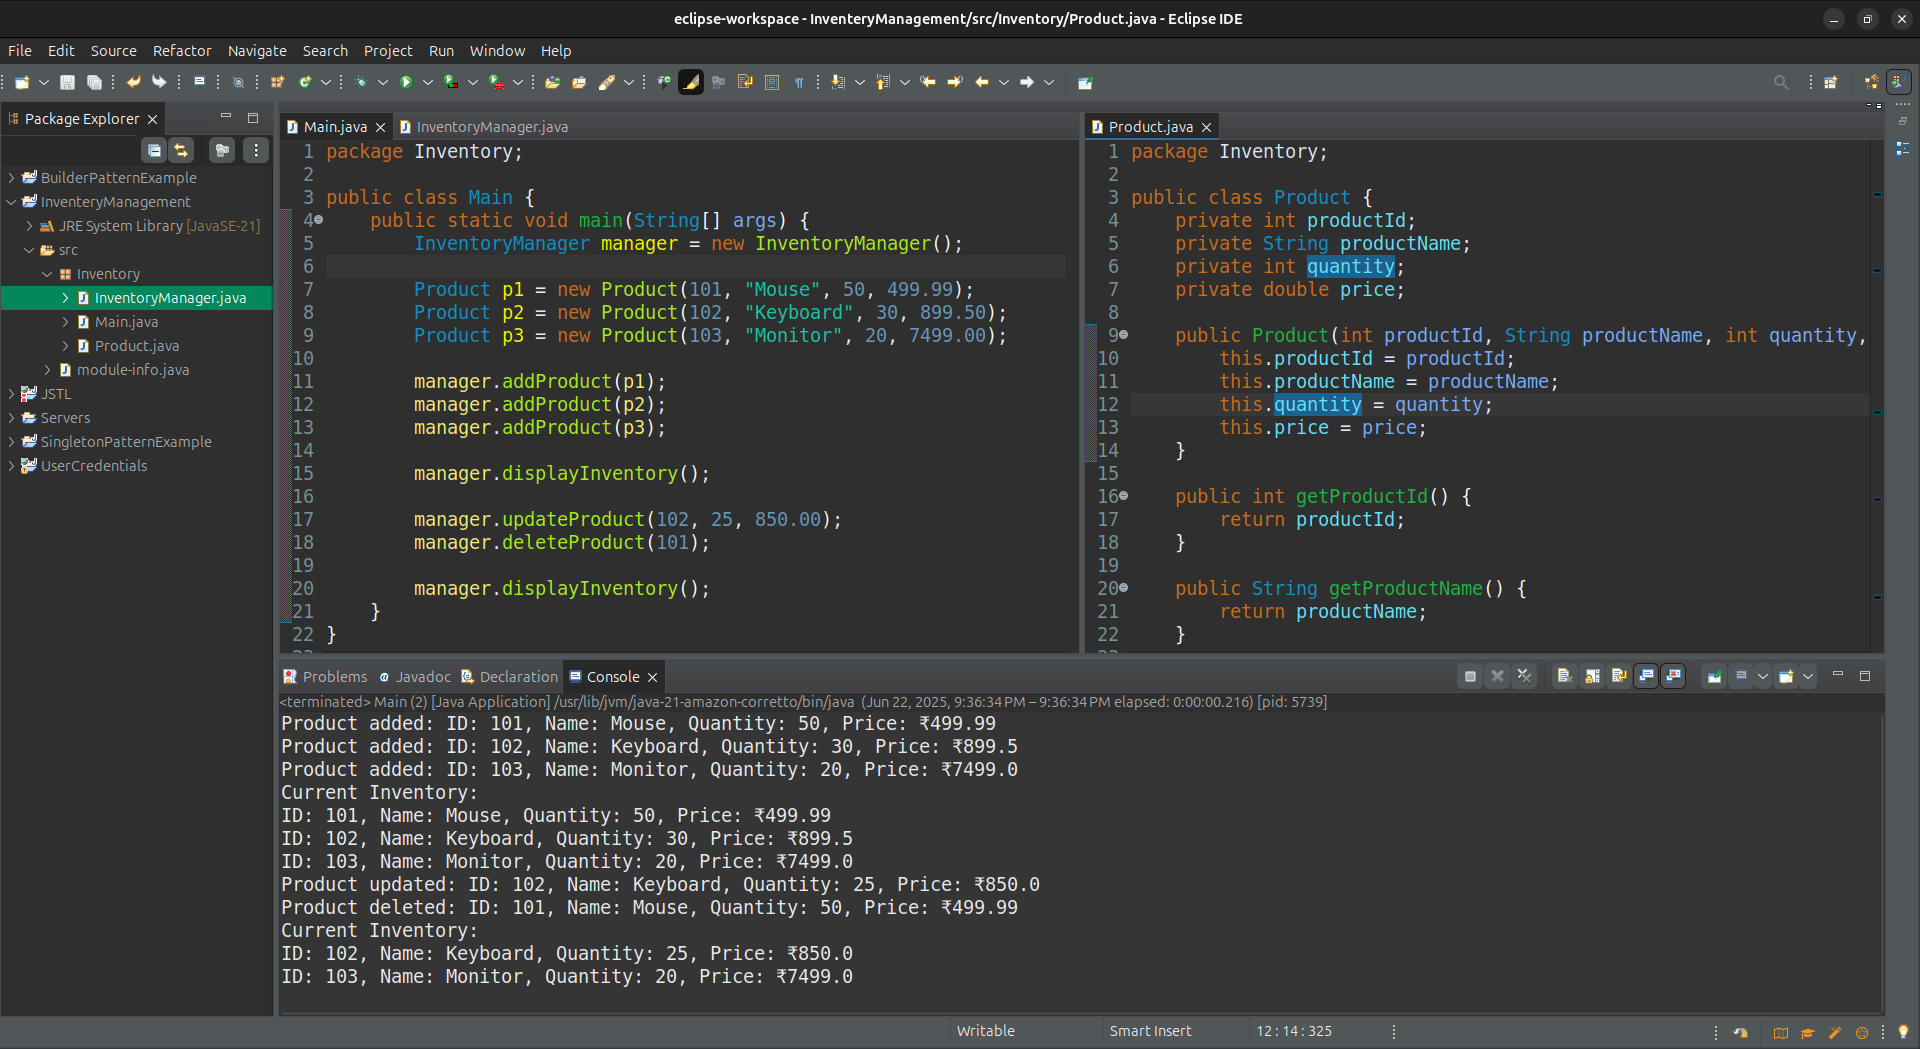 eclipse-workspace - InventeryManagement/src/Inventory/Product.java - Eclipse IDE
File Edit Source Refactor Navigate Search Project Run Window Help
Package Explorer
BuilderPatternExample
InventeryManagement
JRE System Library [JavaSE-21]
src
Inventory
InventoryManager.java
Main.java
Product.java
module-info.java
JSTL
Servers
SingletonPatternExample
UserCredentials
Main.java InventoryManager.java
1 package Inventory;
2
3 public class Main {
4 public static void main(String[] args) {
5 InventoryManager manager = new InventoryManager();
6
7 Product p1 = new Product(101, "Mouse", 50, 499.99);
8 Product p2 = new Product(102, "Keyboard", 30, 899.50);
9 Product p3 = new Product(103, "Monitor", 20, 7499.00);
10
11 manager.addProduct(p1);
12 manager.addProduct(p2);
13 manager.addProduct(p3);
14
15 manager.displayInventory();
16
17 manager.updateProduct(102, 25, 850.00);
18 manager.deleteProduct(101);
19
20 manager.displayInventory();
21 }
22 }
Product.java
1 package Inventory;
2
3 public class Product {
4 private int productId;
5 private String productName;
6 private int quantity;
7 private double price;
8
9 public Product(int productId, String productName, int quantity,
10 this.productId = productId;
11 this.productName = productName;
12 this.quantity = quantity;
13 this.price = price;
14 }
15
16 public int getProductId() {
17 return productId;
18 }
19
20 public String getProductName() {
21 return productName;
22 }
Problems Javadoc Declaration Console
<terminated> Main (2) [Java Application] /usr/lib/jvm/java-21-amazon-corretto/bin/java (Jun 22, 2025, 9:36:34 PM – 9:36:34 PM elapsed: 0:00:00.216) [pid: 5739]
Product added: ID: 101, Name: Mouse, Quantity: 50, Price: ₹499.99
Product added: ID: 102, Name: Keyboard, Quantity: 30, Price: ₹899.5
Product added: ID: 103, Name: Monitor, Quantity: 20, Price: ₹7499.0
Current Inventory:
ID: 101, Name: Mouse, Quantity: 50, Price: ₹499.99
ID: 102, Name: Keyboard, Quantity: 30, Price: ₹899.5
ID: 103, Name: Monitor, Quantity: 20, Price: ₹7499.0
Product updated: ID: 102, Name: Keyboard, Quantity: 25, Price: ₹850.0
Product deleted: ID: 101, Name: Mouse, Quantity: 50, Price: ₹499.99
Current Inventory:
ID: 102, Name: Keyboard, Quantity: 25, Price: ₹850.0
ID: 103, Name: Monitor, Quantity: 20, Price: ₹7499.0
Writable Smart Insert 12 : 14 : 325